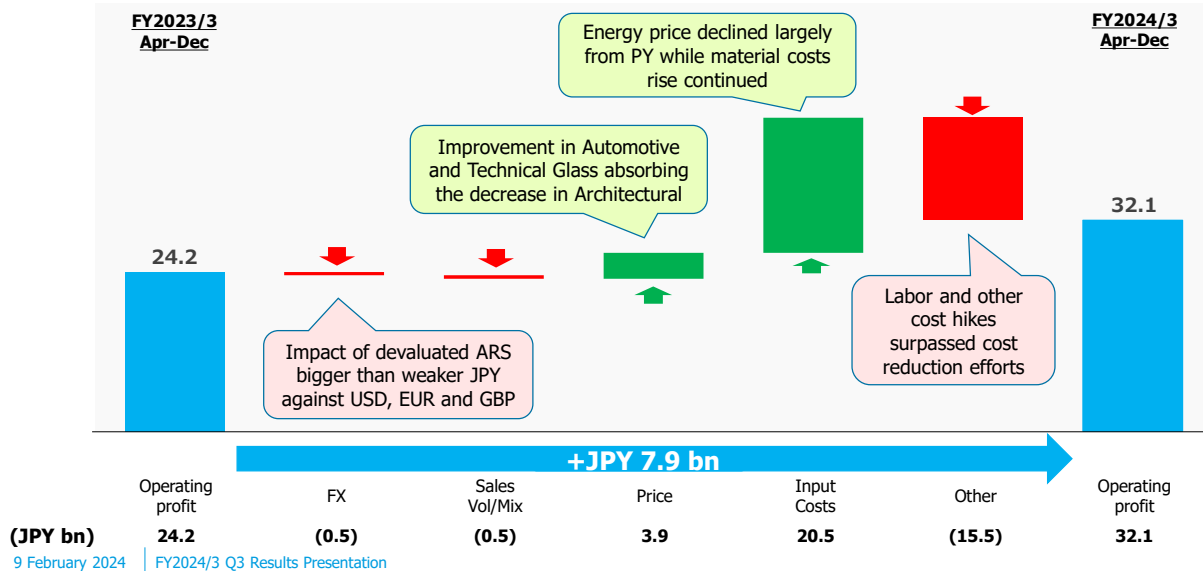 FY2023/3
Apr-Dec
FY2024/3
Apr-Dec
Energy price declined largely
from PY while material costs
rise continued
Improvement in Automotive
and Technical Glass absorbing
the decrease in Architectural
24.2
32.1
Impact of devaluated ARS
bigger than weaker JPY
against USD, EUR and GBP
Labor and other
cost hikes
surpassed cost
reduction efforts
+JPY 7.9 bn
Operating
profit
FX
Sales
Vol/Mix
Price
Input
Costs
Other
Operating
profit
(JPY bn) 24.2 (0.5) (0.5) 3.9 20.5 (15.5) 32.1
9 February 2024 FY2024/3 Q3 Results Presentation